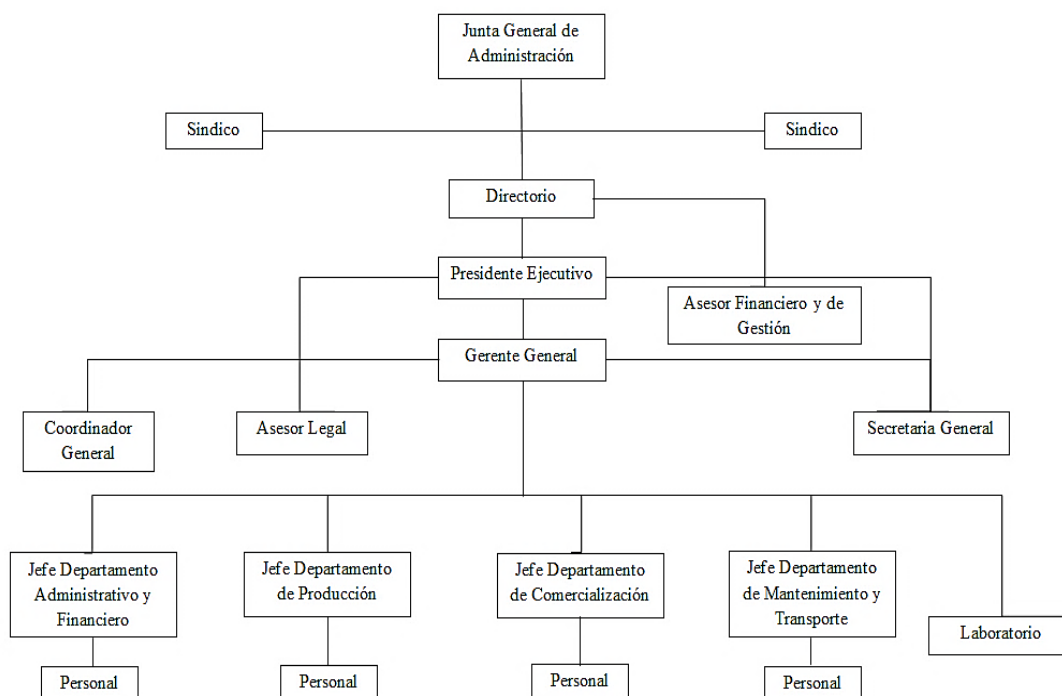 Junta General de
Administración
Sindico
Sindico
Directorio
Presidente Ejecutivo
Asesor Financiero y de
Gestión
Gerente General
Coordinador
General
Asesor Legal
Secretaria General
Jefe Departamento
Administrativo y
Financiero
Jefe Departamento
de Producción
Jefe Departamento
de Comercialización
Jefe Departamento
de Mantenimiento y
Transporte
Laboratorio
Personal
Personal
Personal
Personal